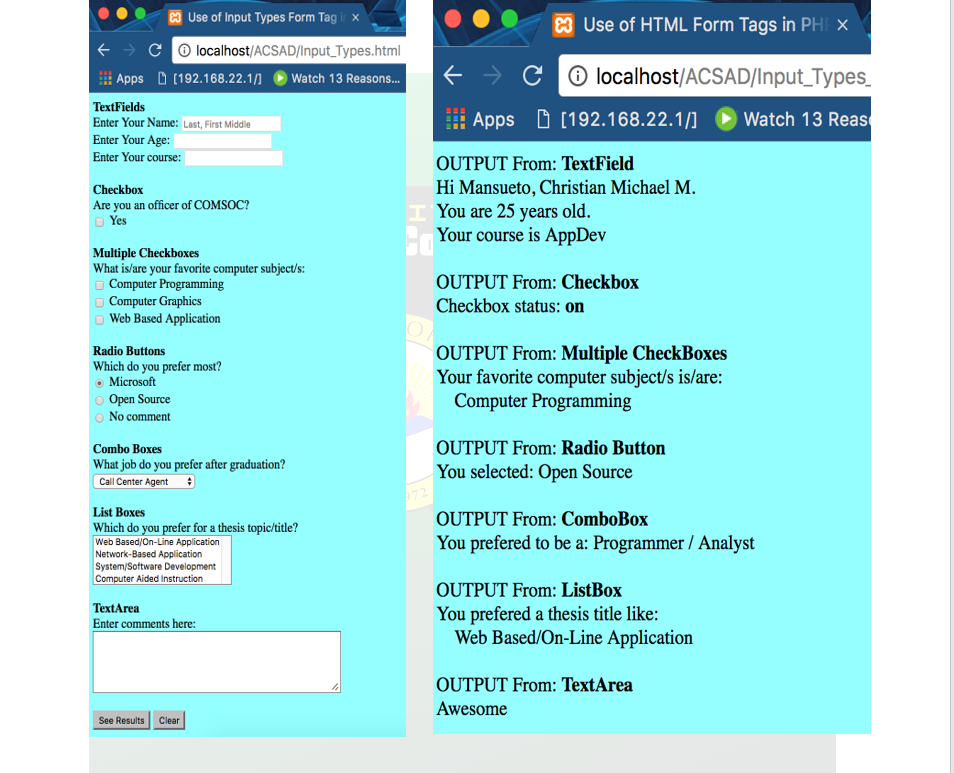 Use of Input Types Form Tag i
localhost/ACSAD/Input_Types.html
Apps [192.168.22.1/] Watch 13 Reasons...
TextFields
Enter Your Name: Last, First Middle
Enter Your Age:
Enter Your course:
Checkbox
Are you an officer of COMSOC?
Yes
Multiple Checkboxes
What is/are your favorite computer subject/s:
Computer Programming
Computer Graphics
Web Based Application
Radio Buttons
Which do you prefer most?
Microsoft
Open Source
No comment
Combo Boxes
What job do you prefer after graduation?
Call Center Agent
List Boxes
Which do you prefer for a thesis topic/title?
Web Based/On-Line Application
Network-Based Application
System/Software Development
Computer Aided Instruction
TextArea
Enter comments here:
See Results Clear
Use of HTML Form Tags in PHP
localhost/ACSAD/Input_Types_
Apps [192.168.22.1/] Watch 13 Reas
OUTPUT From: TextField
Hi Mansueto, Christian Michael M.
You are 25 years old.
Your course is AppDev
OUTPUT From: Checkbox
Checkbox status: on
OUTPUT From: Multiple CheckBoxes
Your favorite computer subject/s is/are:
Computer Programming
OUTPUT From: Radio Button
You selected: Open Source
OUTPUT From: ComboBox
You prefered to be a: Programmer / Analyst
OUTPUT From: ListBox
You prefered a thesis title like:
Web Based/On-Line Application
OUTPUT From: TextArea
Awesome